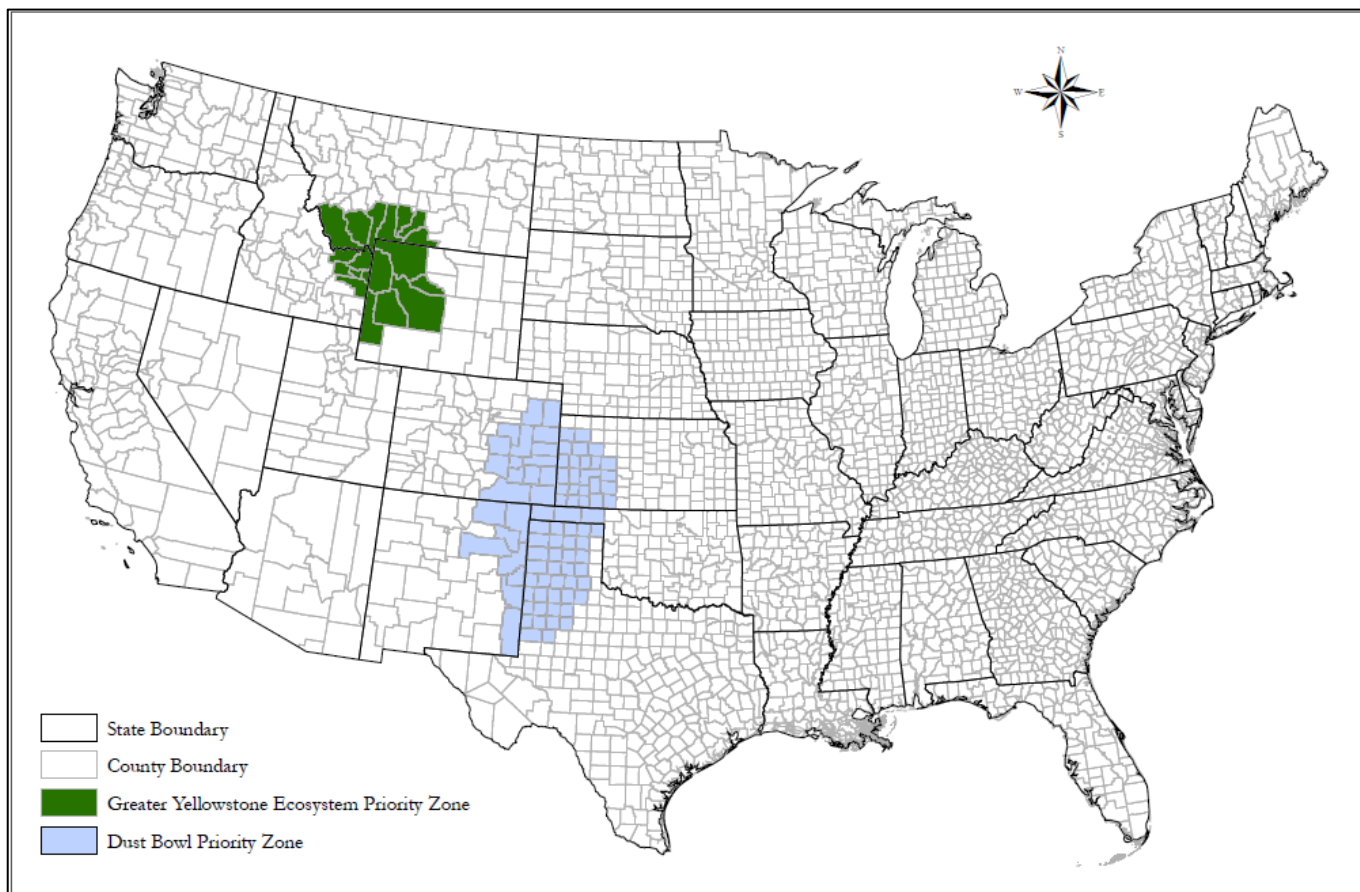 N
W E
S
State Boundary
County Boundary
Greater Yellowstone Ecosystem Priority Zone
Dust Bowl Priority Zone